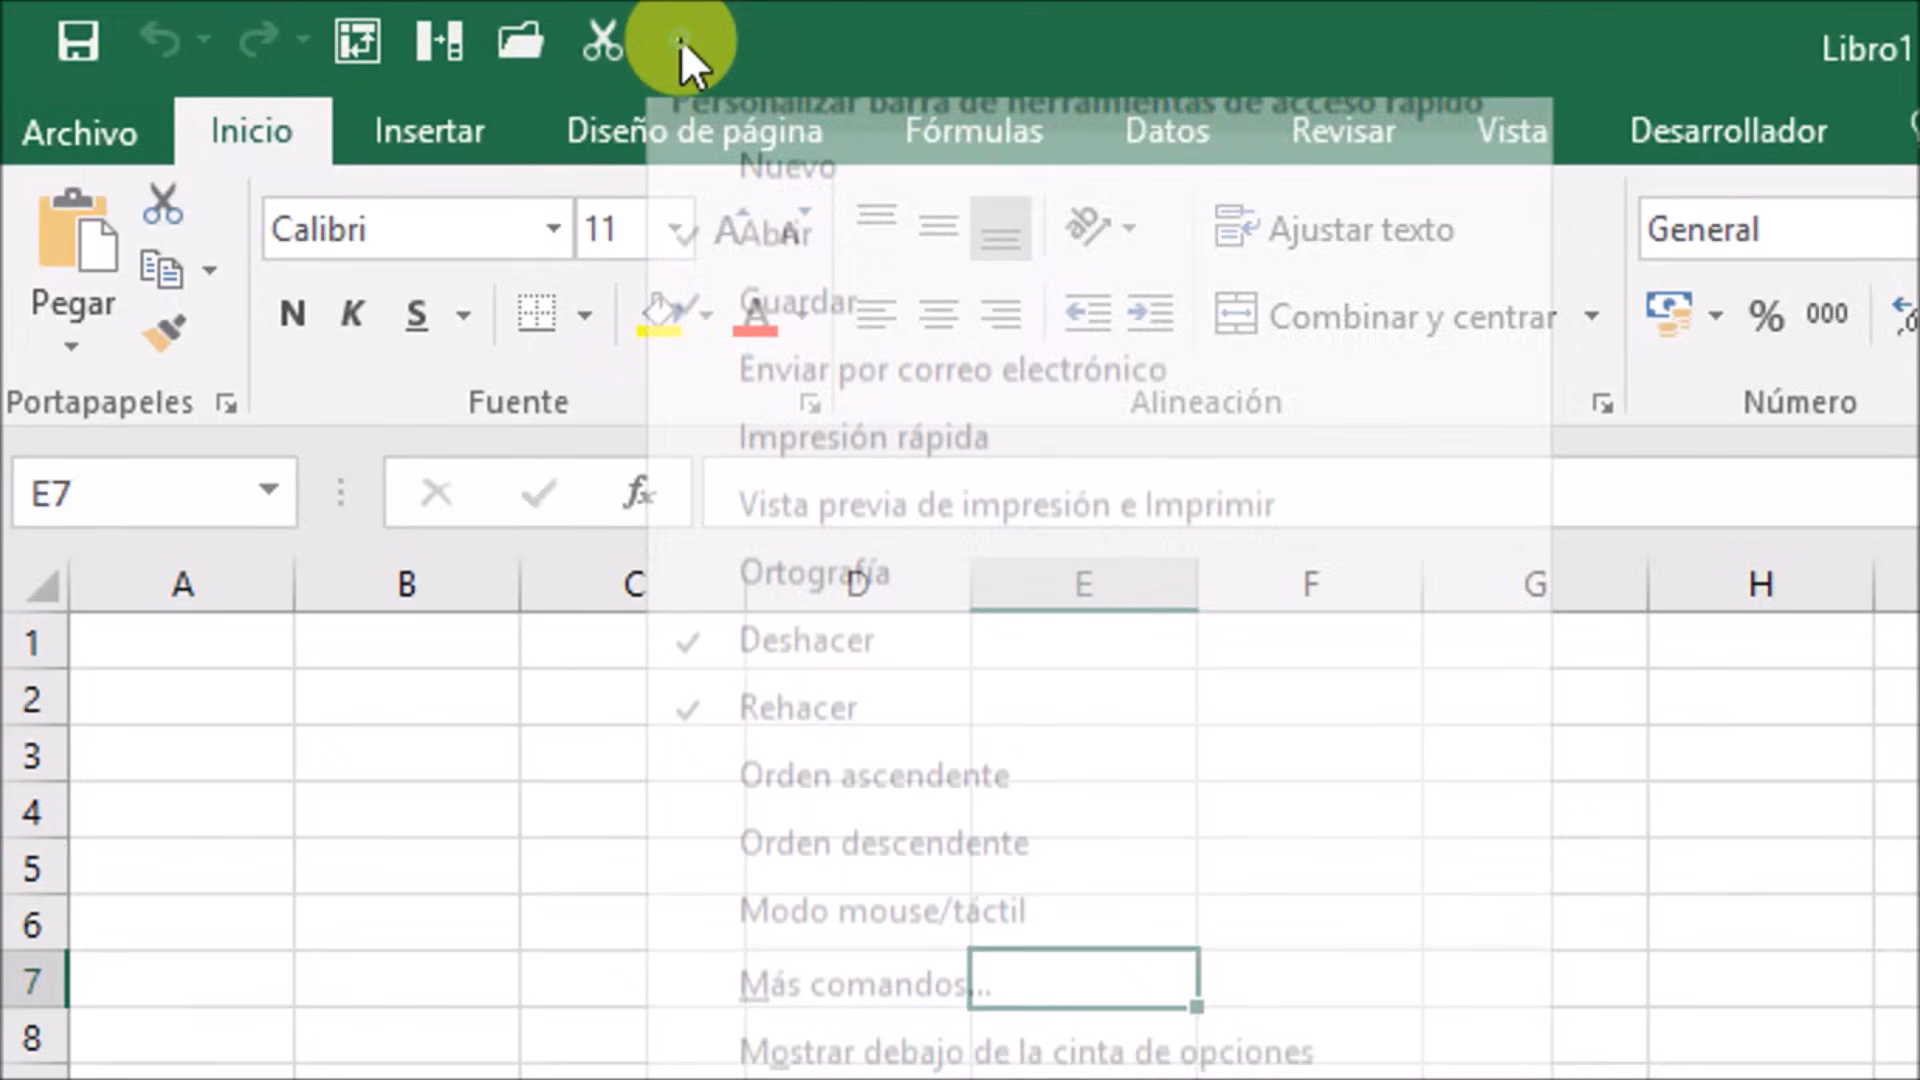 Libro1
Archivo Inicio Insertar Diseño de página Fórmulas Datos Revisar Vista Desarrollador
Personalizar barra de herramientas de acceso rápido
Nuevo
Abrir
Guardar
Enviar por correo electrónico
Impresión rápida
Vista previa de impresión e Imprimir
Ortografía
Deshacer
Rehacer
Orden ascendente
Orden descendente
Modo mouse/táctil
Más comandos...
Mostrar debajo de la cinta de opciones
Pegar
Calibri 11 A A
Ajustar texto
General
N K S A
Combinar y centrar
% 000
Portapapeles Fuente Alineación Número
E7 fx
A B C D E F G H
1
2
3
4
5
6
7
8